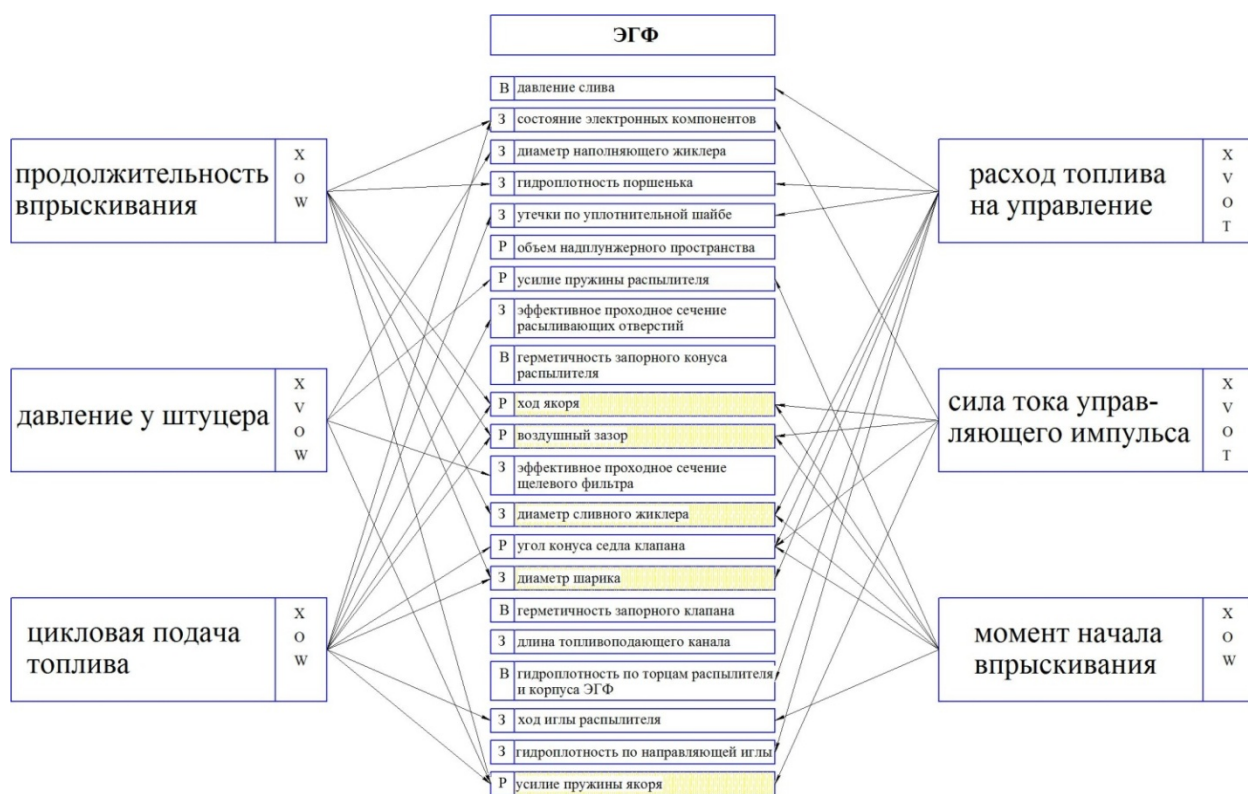 ЭГФ
продолжительность
впрыскивания
X
O
W
давление у штуцера
X
V
O
W
цикловая подача
топлива
X
O
W
В давление слива
З состояние электронных компонентов
З диаметр наполняющего жиклера
З гидроплотность поршенька
З утечки по уплотнительной шайбе
Р объем надплунжерного пространства
Р усилие пружины распылителя
З эффективное проходное сечение
расыливающих отверстий
В герметичность запорного конуса
распылителя
Р ход якоря
Р воздушный зазор
З эффективное проходное сечение
щелевого фильтра
З диаметр сливного жиклера
Р угол конуса седла клапана
З диаметр шарика
В герметичность запорного клапана
З длина топливоподающего канала
В гидроплотность по торцам распылителя
и корпуса ЭГФ
З ход иглы распылителя
З гидроплотность по направляющей иглы
Р усилие пружины якоря
расход топлива
на управление
X
V
O
T
сила тока управ-
ляющего импульса
X
V
O
T
момент начала
впрыскивания
X
O
W